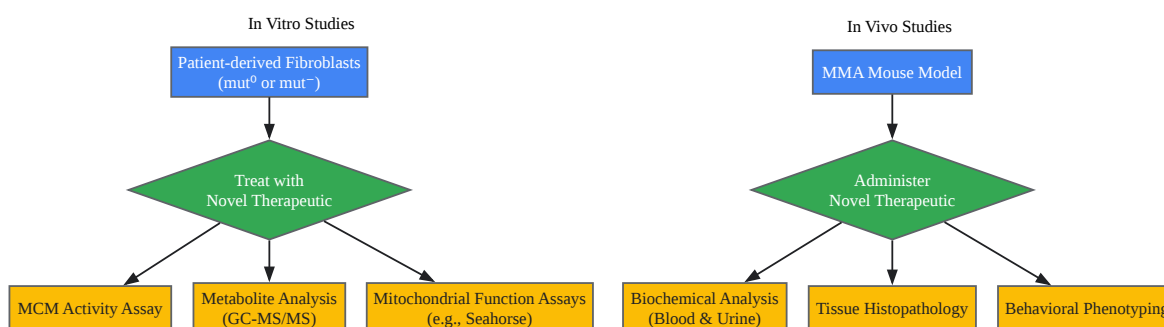 In Vitro Studies
Patient-derived Fibroblasts
(mut⁰ or mut⁻)
Treat with
Novel Therapeutic
MCM Activity Assay
Metabolite Analysis
(GC-MS/MS)
Mitochondrial Function Assays
(e.g., Seahorse)
In Vivo Studies
MMA Mouse Model
Administer
Novel Therapeutic
Biochemical Analysis
(Blood & Urine)
Tissue Histopathology
Behavioral Phenotyping